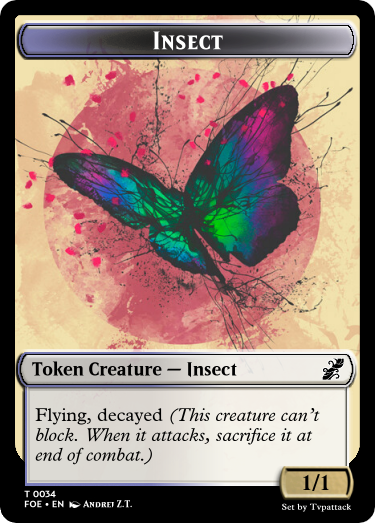 INSECT
Token Creature — Insect
Flying, decayed (This creature can't
block. When it attacks, sacrifice it at
end of combat.)
1/1
T 0034
FOE • EN ANDREJ Z.T.
Set by Tvpattack